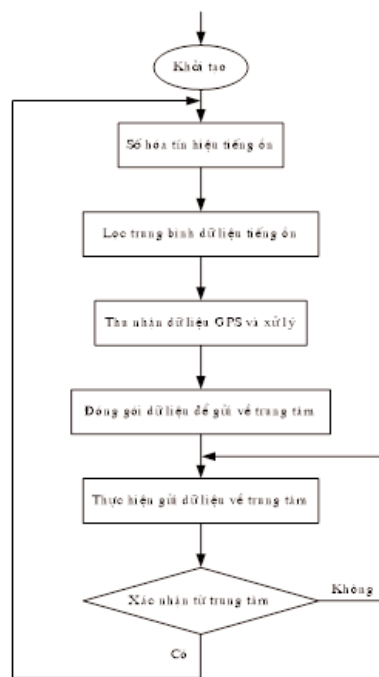 Khởi tạo
Số hóa tín hiệu tiếng ồn
Lọc trung bình dữ liệu tiếng ồn
Thu nhận dữ liệu GPS và xử lý
Đóng gói dữ liệu để gửi về trung tâm
Thực hiện gửi dữ liệu về trung tâm
Xác nhận từ trung tâm
Không
Có